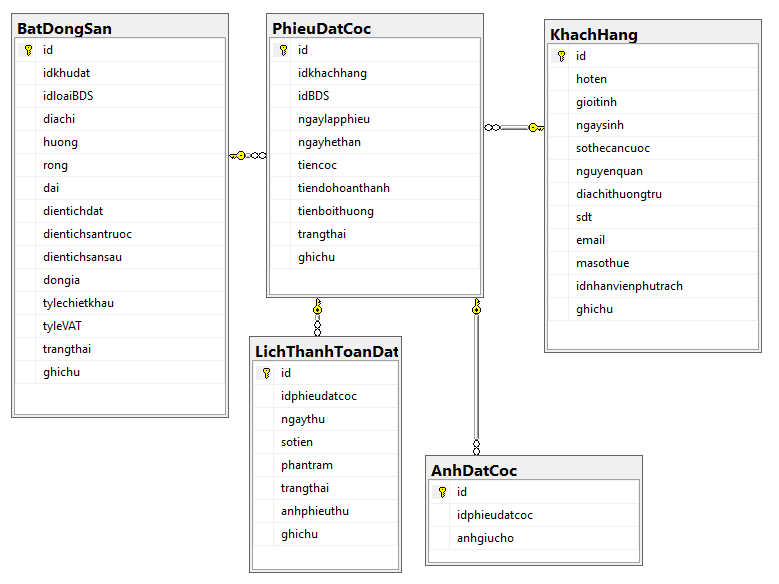 BatDongSan
id
idkhudat
idloaiBDS
diachi
huong
rong
dai
dientichdat
dientichsantruoc
dientichsansau
dongia
tylechietkhau
tyleVAT
trangthai
ghichu
PhieuDatCoc
id
idkhachhang
idBDS
ngaylapphieu
ngayhethan
tiencoc
tiendohoanthanh
tienboithuong
trangthai
ghichu
KhachHang
id
hoten
gioitinh
ngaysinh
sothecancuoc
nguyenquan
diachithuongtru
sdt
email
masothue
idnhanvienphutrach
ghichu
LichThanhToanDat
id
idphieudatcoc
ngaythu
sotien
phantram
trangthai
anhphieuthu
ghichu
AnhDatCoc
id
idphieudatcoc
anhgiucho